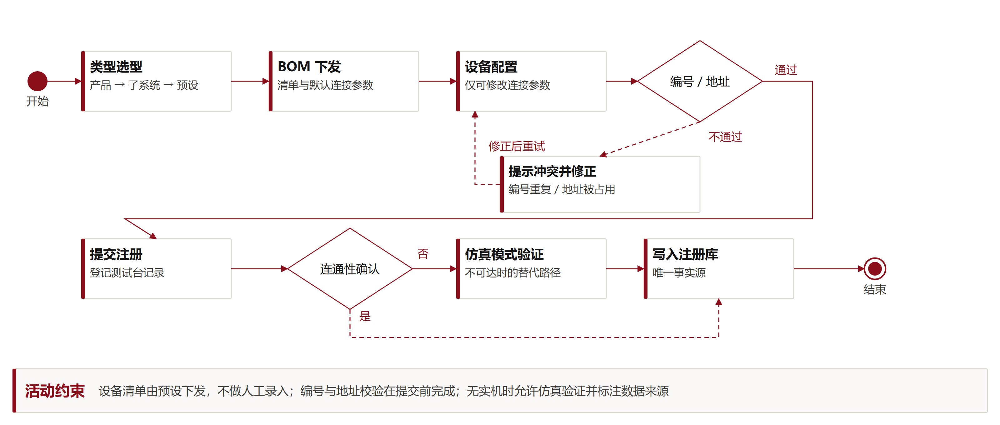 类型选型
产品 → 子系统 → 预设
BOM 下发
清单与默认连接参数
设备配置
仅可修改连接参数
编号 / 地址
通过
开始
不通过
修正后重试
提示冲突并修正
编号重复 / 地址被占用
提交注册
登记测试台记录
连通性确认
否
仿真模式验证
不可达时的替代路径
写入注册库
唯一事实源
结束
是
活动约束 设备清单由预设下发，不做人工录入；编号与地址校验在提交前完成；无实机时允许仿真验证并标注数据来源